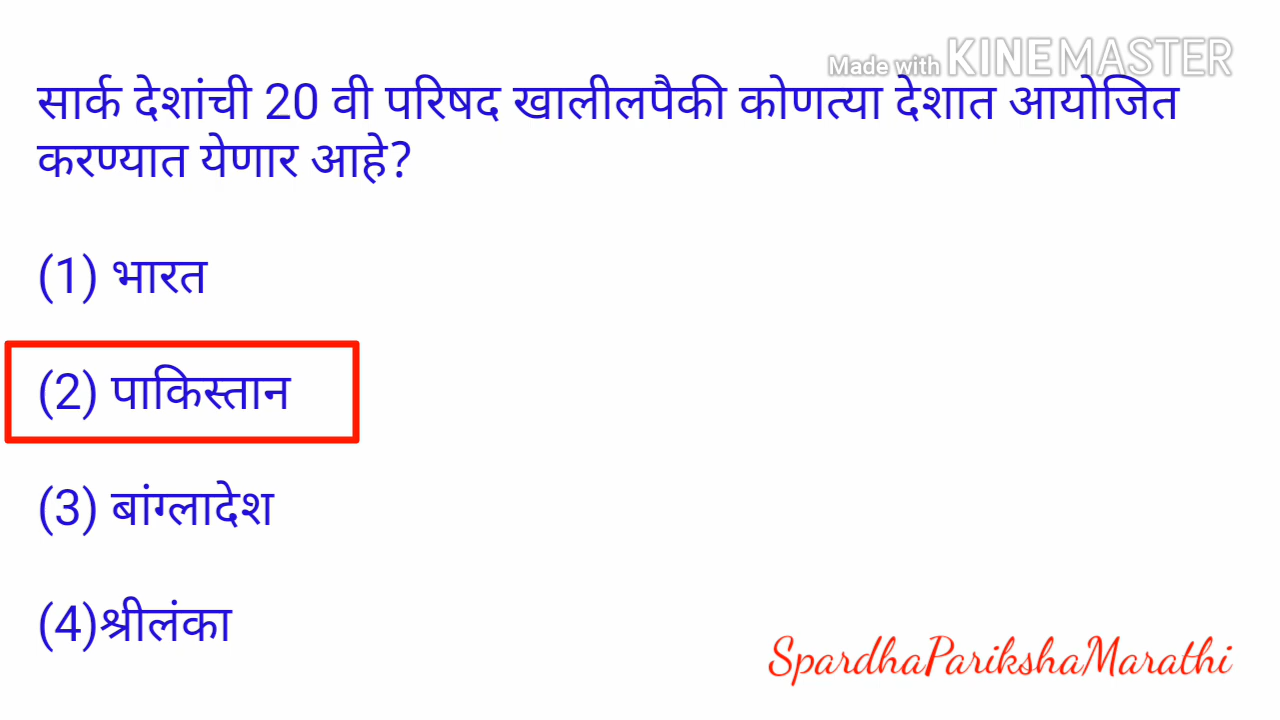 Made with KINEMASTER
सार्क देशांची 20 वी परिषद खालीलपैकी कोणत्या देशात आयोजित
करण्यात येणार आहे?
(1) भारत
(2) पाकिस्तान
(3) बांग्लादेश
(4)श्रीलंका
SpardhaParikshaMarathi